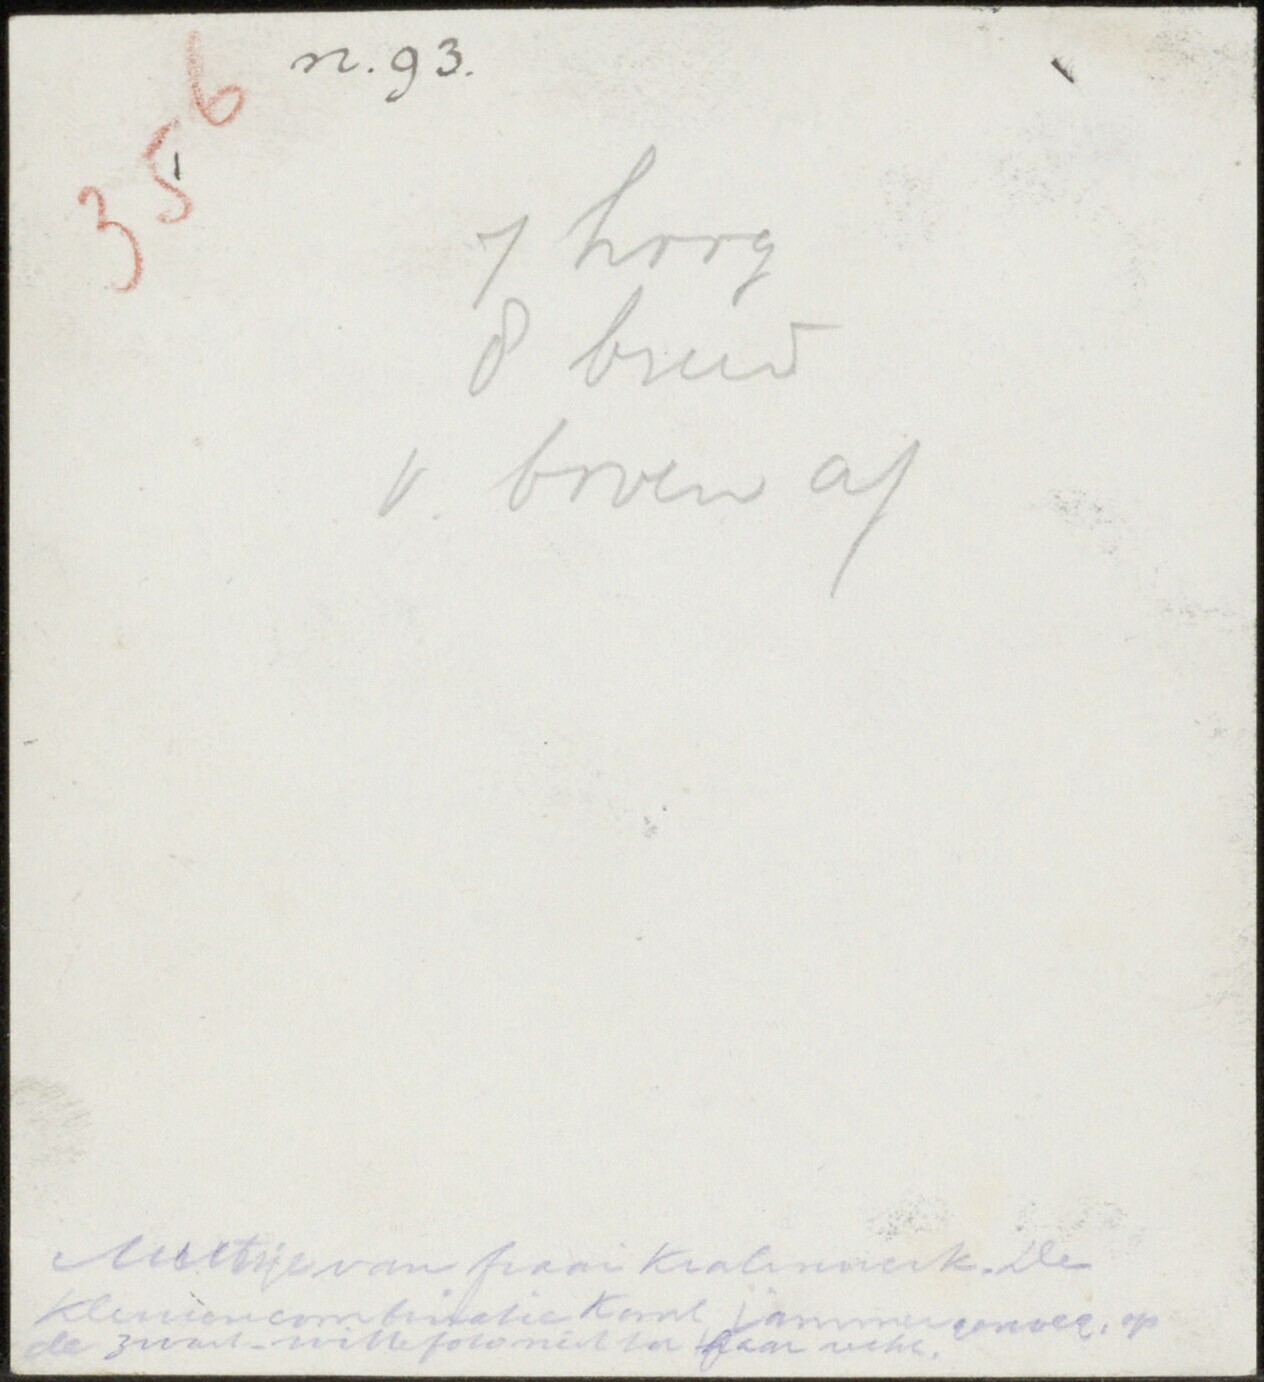 n. 93.
356
7 hoog
8 breed
v. boven af
Mutsje van fraai kralenwerk. De
kleurencombinatie komt, jammer genoeg, op
de zwart-witte foto niet tot haar recht.